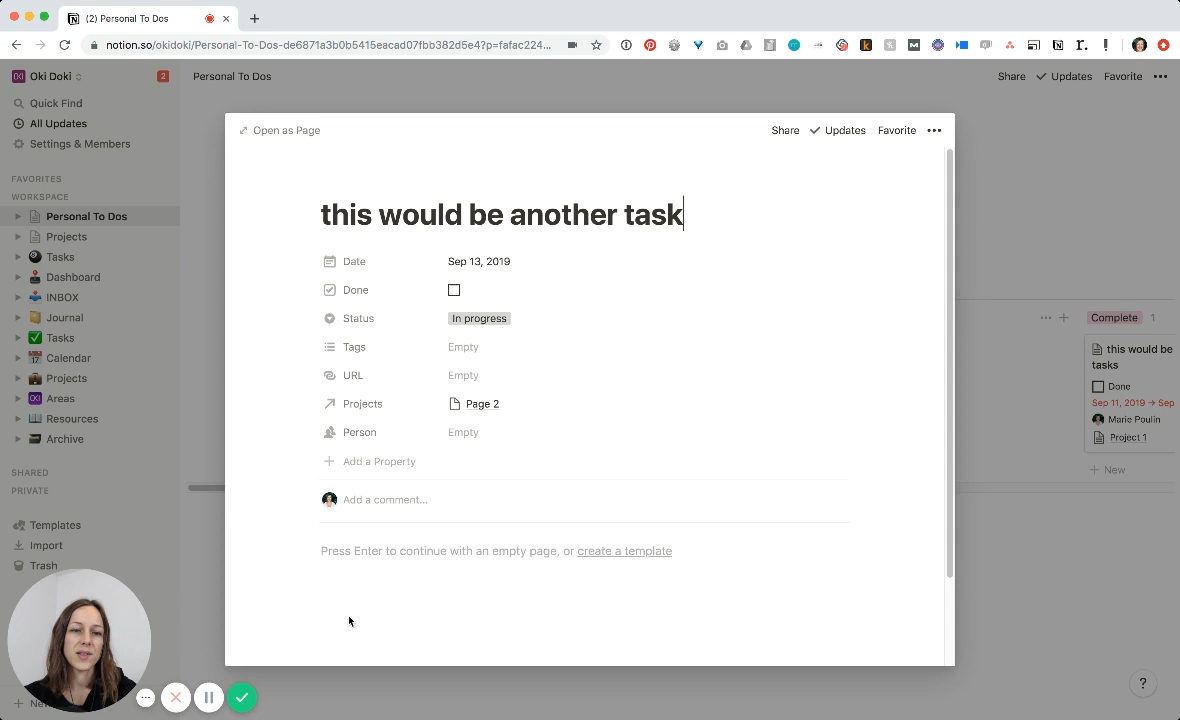 (2) Personal To Dos
notion.so/okidoki/Personal-To-Dos-de6871a3b0b5415eacad07fbb382d5e4?p=fafac224...
Oki Doki
2
Personal To Dos
Share
Updates
Favorite
Quick Find
All Updates
Settings & Members
FAVORITES
WORKSPACE
Personal To Dos
Projects
Tasks
Dashboard
INBOX
Journal
Tasks
Calendar
Projects
Areas
Resources
Archive
SHARED
PRIVATE
Templates
Import
Trash
Open as Page
Share
Updates
Favorite
this would be another task
Date
Sep 13, 2019
Done
Status
In progress
Tags
Empty
URL
Empty
Projects
Page 2
Person
Empty
Add a Property
Add a comment...
Press Enter to continue with an empty page, or create a template
Complete
1
this would be
tasks
Done
Sep 11, 2019 → Sep
Marie Poulin
Project 1
New
?